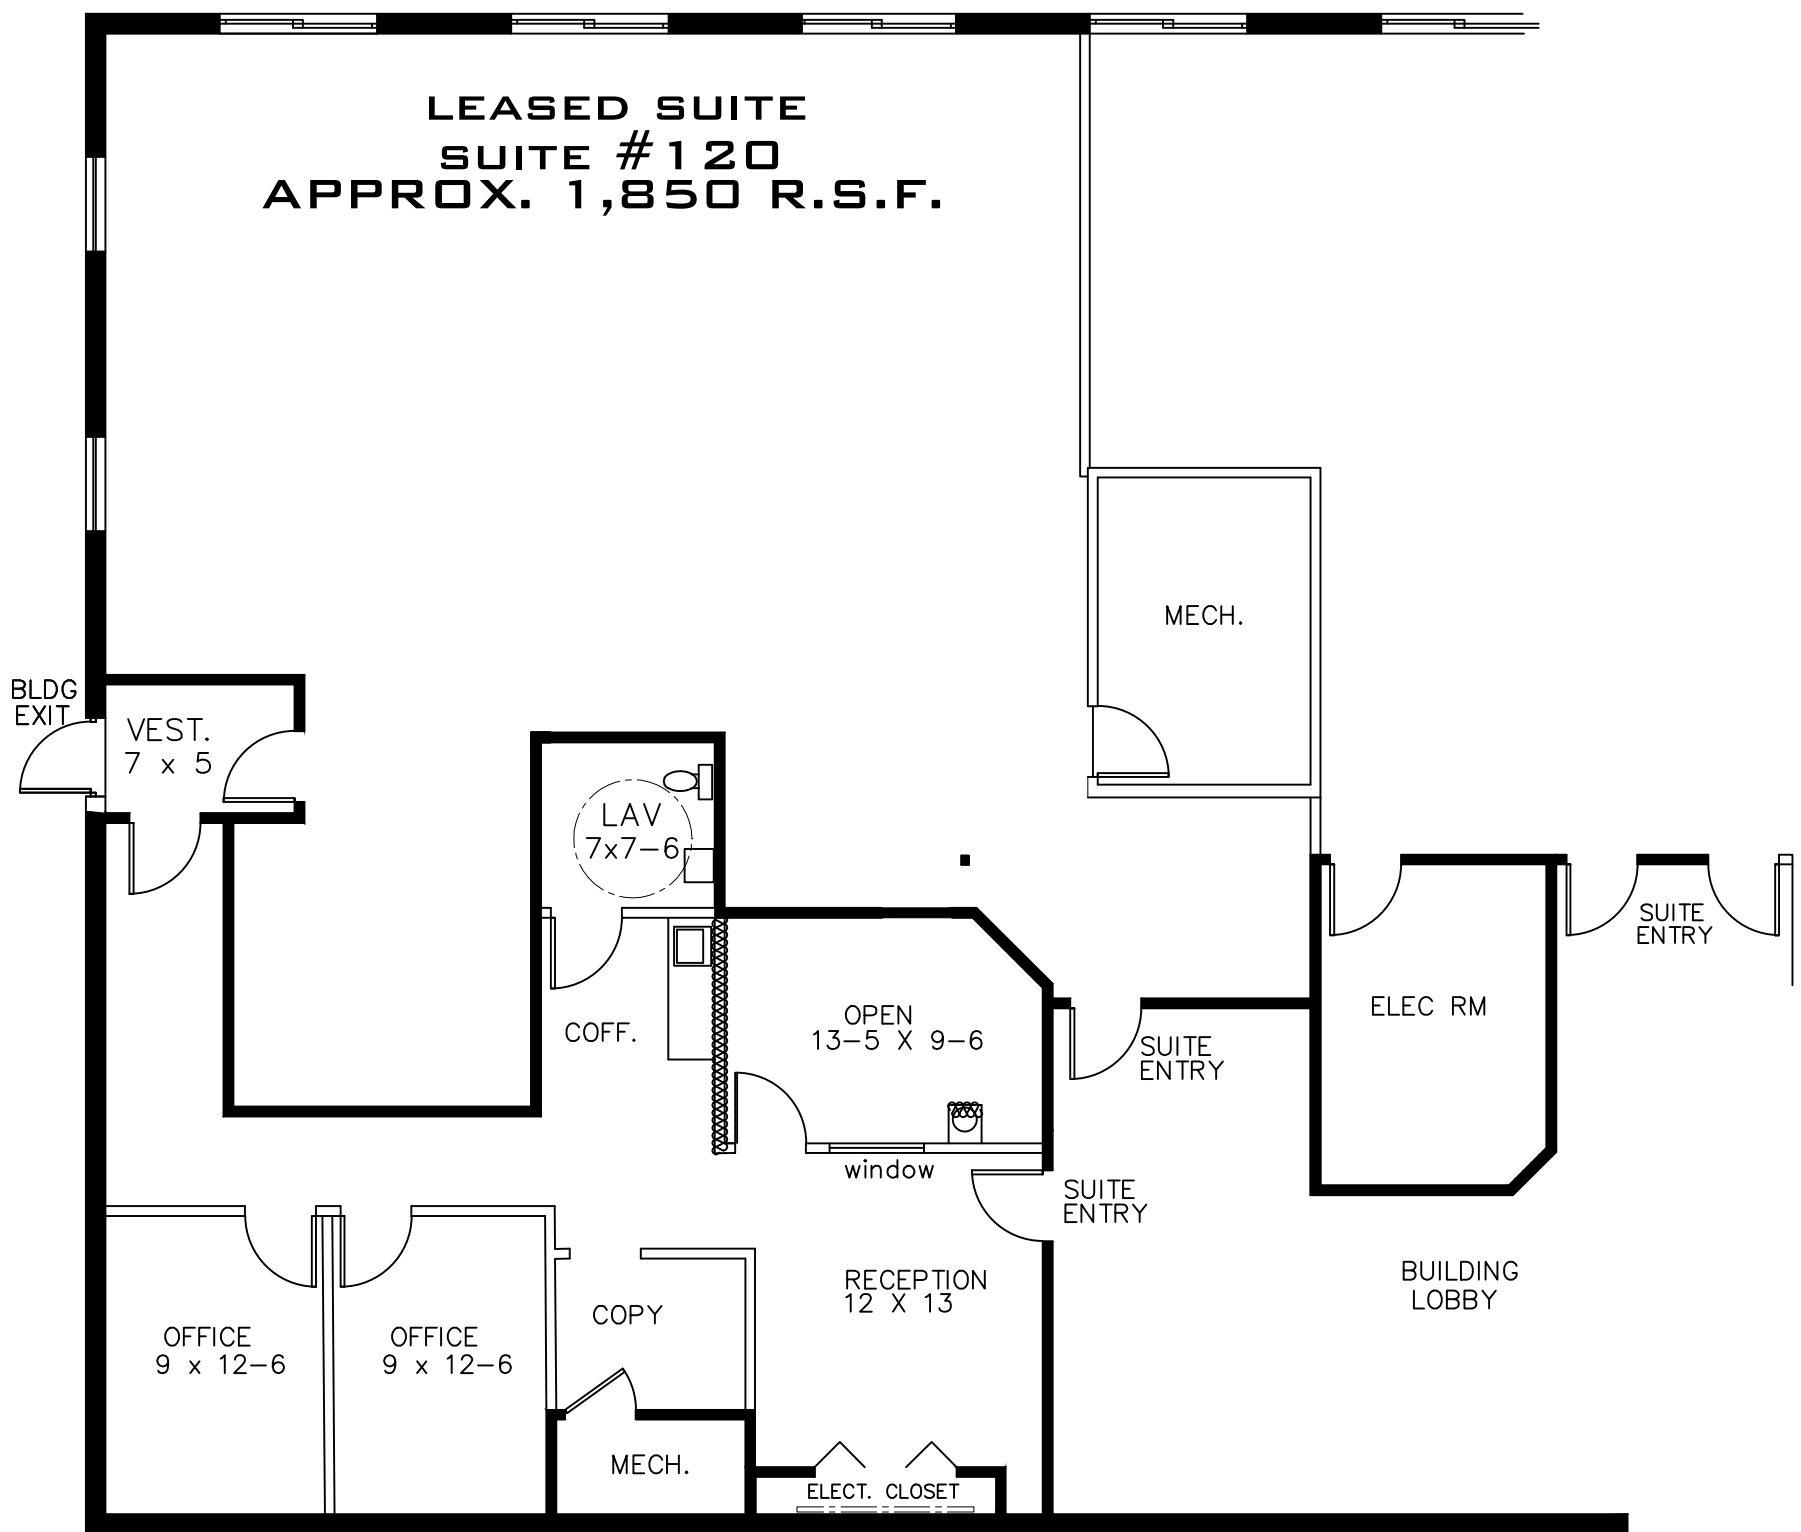 LEASED SUITE
SUITE #120
APPROX. 1,850 R.S.F.
MECH.
BLDG
EXIT
VEST.
7 x 5
LAV
7x7-6
SUITE
ENTRY
COFF.
OPEN
13-5 X 9-6
ELEC RM
SUITE
ENTRY
window
SUITE
ENTRY
RECEPTION
12 X 13
BUILDING
LOBBY
COPY
OFFICE
9 x 12-6
OFFICE
9 x 12-6
MECH.
ELECT. CLOSET